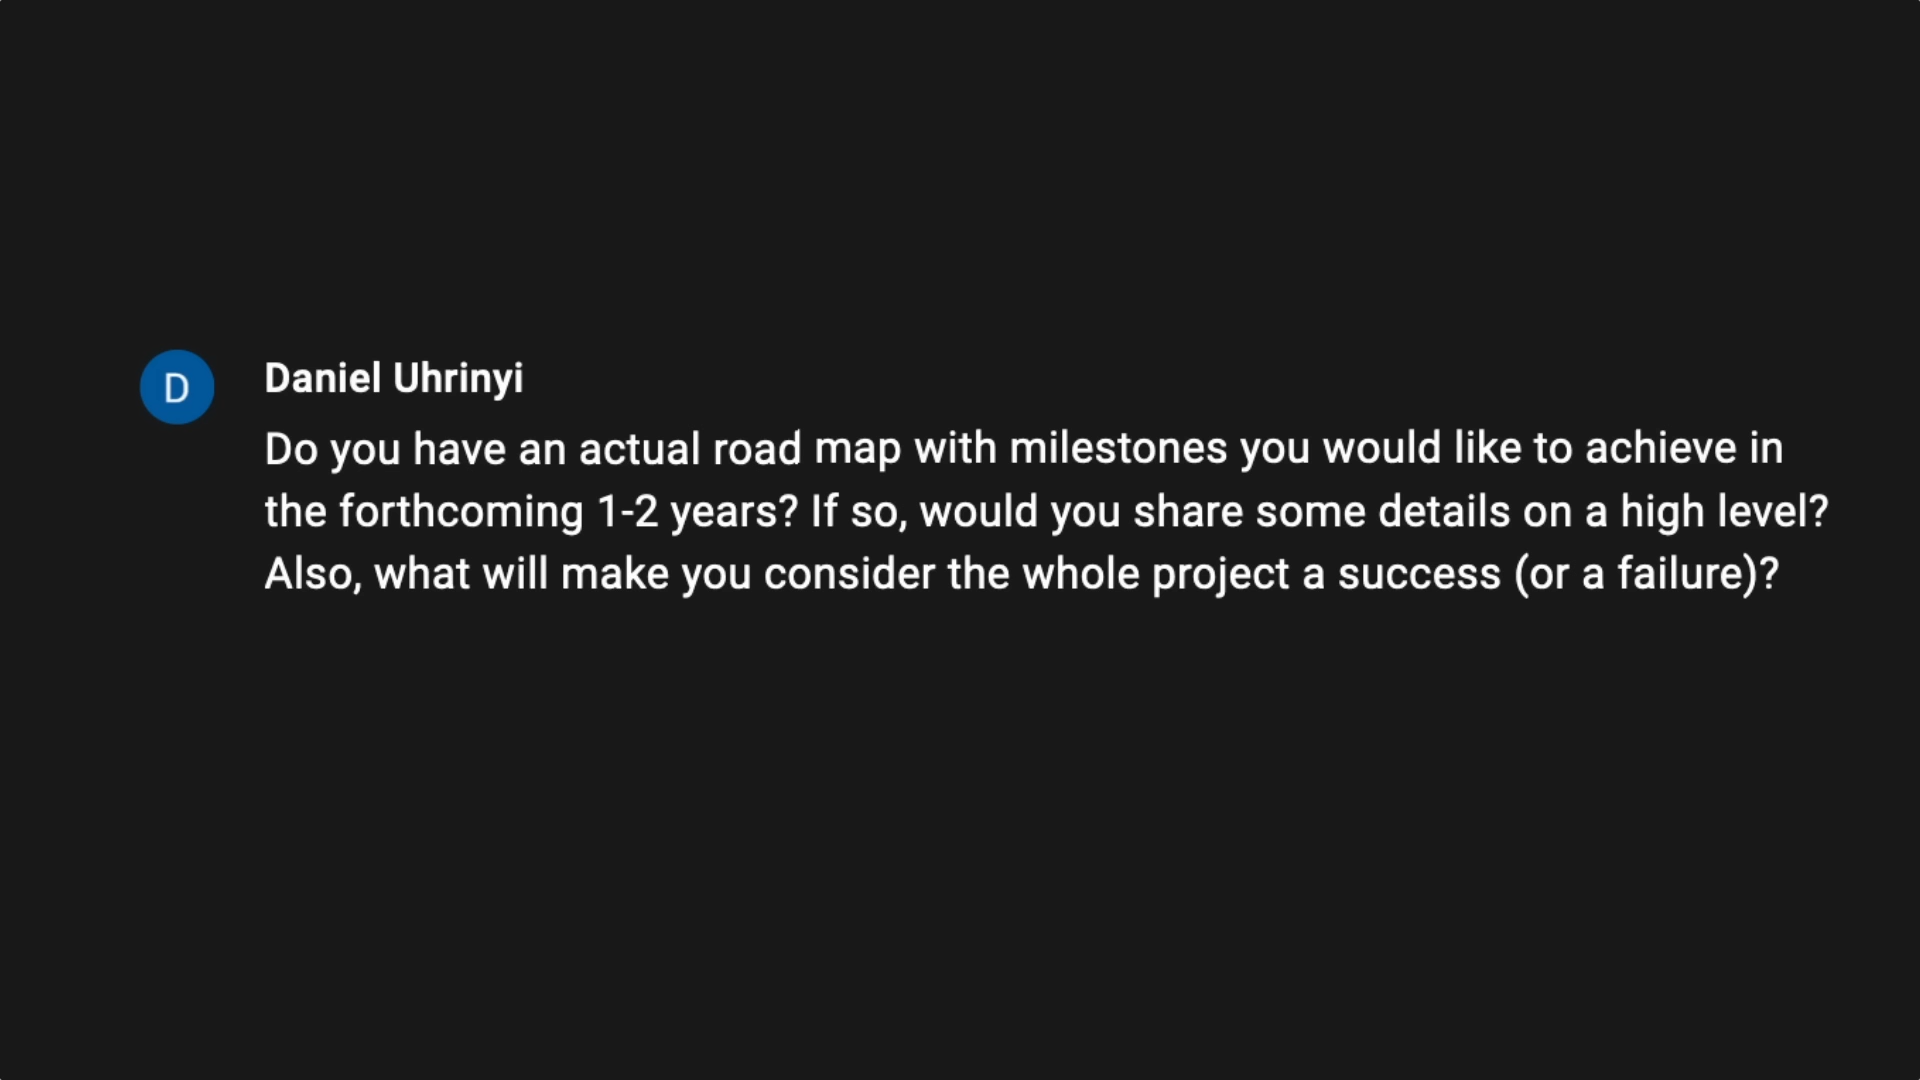 D
Daniel Uhrinyi
Do you have an actual road map with milestones you would like to achieve in
the forthcoming 1-2 years? If so, would you share some details on a high level?
Also, what will make you consider the whole project a success (or a failure)?